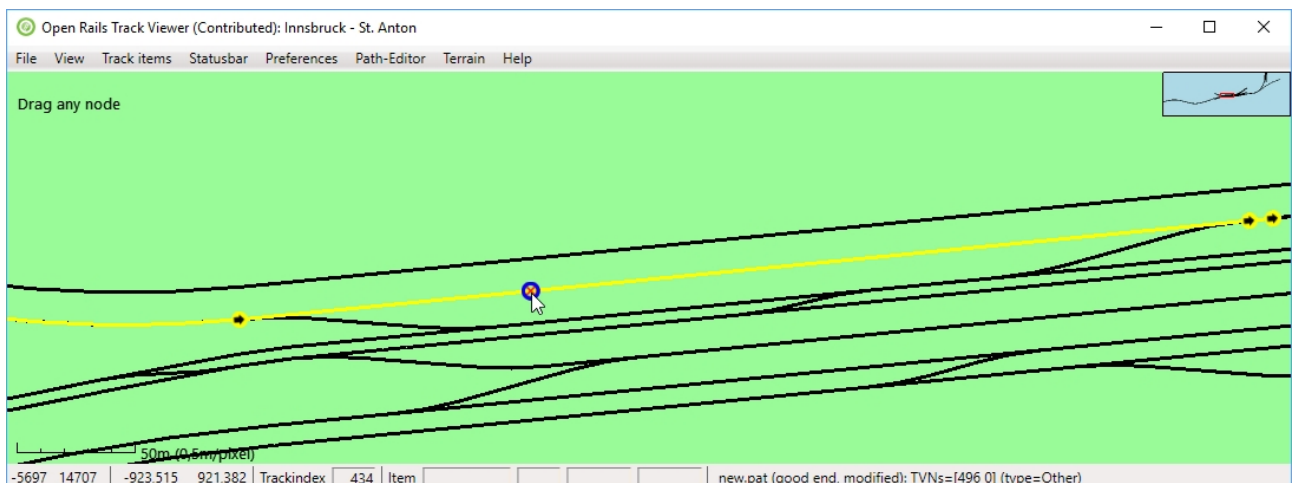 Open Rails Track Viewer (Contributed): Innsbruck - St. Anton
File View Track items Statusbar Preferences Path-Editor Terrain Help
Drag any node
50m (0,5m/pixel)
-5697 14707 -923.515 921.382 Trackindex 434 Item new.pat (good end, modified): TVNs=[496 0] (type=Other)